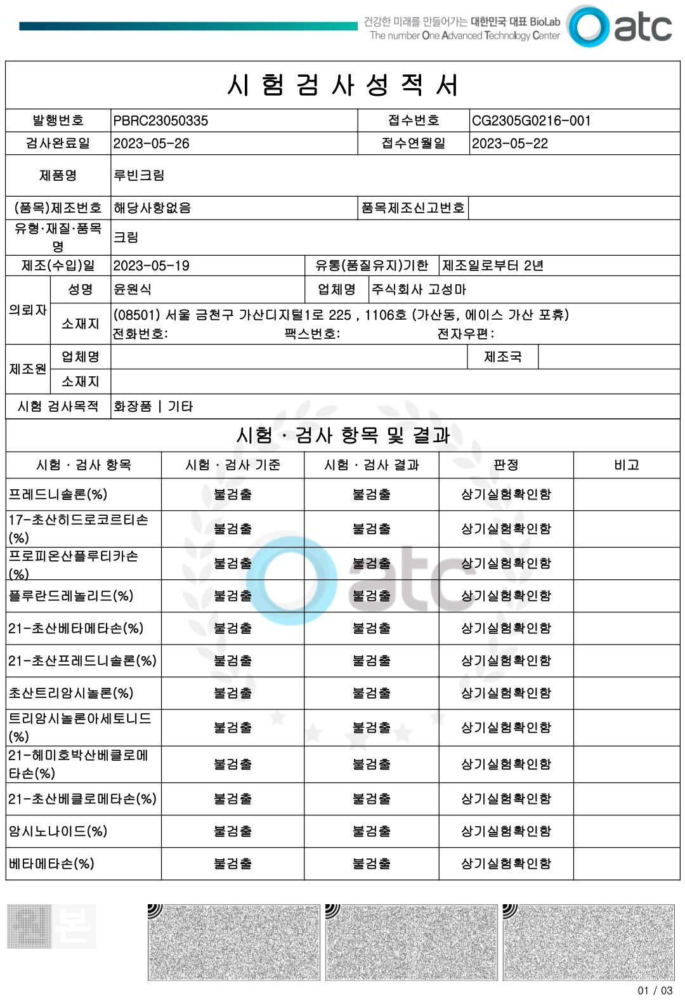 건강한 미래를 만들어가는 대한민국 대표 BioLab
The number One Advanced Technology Center
atc
시험검사성적서
발행번호 PBRC23050335 접수번호 CG2305G0216-001
검사완료일 2023-05-26 접수연월일 2023-05-22
제품명 루빈크림
(품목)제조번호 해당사항없음 품목제조신고번호
유형·재질·품목
명
크림
제조(수입)일 2023-05-19 유통(품질유지)기한 제조일로부터 2년
의뢰자 성명 윤원식 업체명 주식회사 고성마
소재지 (08501) 서울 금천구 가산디지털1로 225 , 1106호 (가산동, 에이스 가산 포휴)
전화번호: 팩스번호: 전자우편:
제조원 업체명 제조국
소재지
시험 검사목적 화장품 | 기타
시험 · 검사 항목 및 결과
시험 · 검사 항목 시험 · 검사 기준 시험 · 검사 결과 판정 비고
프레드니솔론(%) 불검출 불검출 상기실험확인함
17-초산히드로코르티손
(%) 불검출 불검출 상기실험확인함
프로피온산플루티카손
(%) 불검출 불검출 상기실험확인함
플루란드레놀리드(%) 불검출 불검출 상기실험확인함
21-초산베타메타손(%) 불검출 불검출 상기실험확인함
21-초산프레드니솔론(%) 불검출 불검출 상기실험확인함
초산트리암시놀론(%) 불검출 불검출 상기실험확인함
트리암시놀론아세토니드
(%) 불검출 불검출 상기실험확인함
21-헤미호박산베클로메
타손(%) 불검출 불검출 상기실험확인함
21-초산베클로메타손(%) 불검출 불검출 상기실험확인함
암시노나이드(%) 불검출 불검출 상기실험확인함
베타메타손(%) 불검출 불검출 상기실험확인함
atc
원본
01 / 03